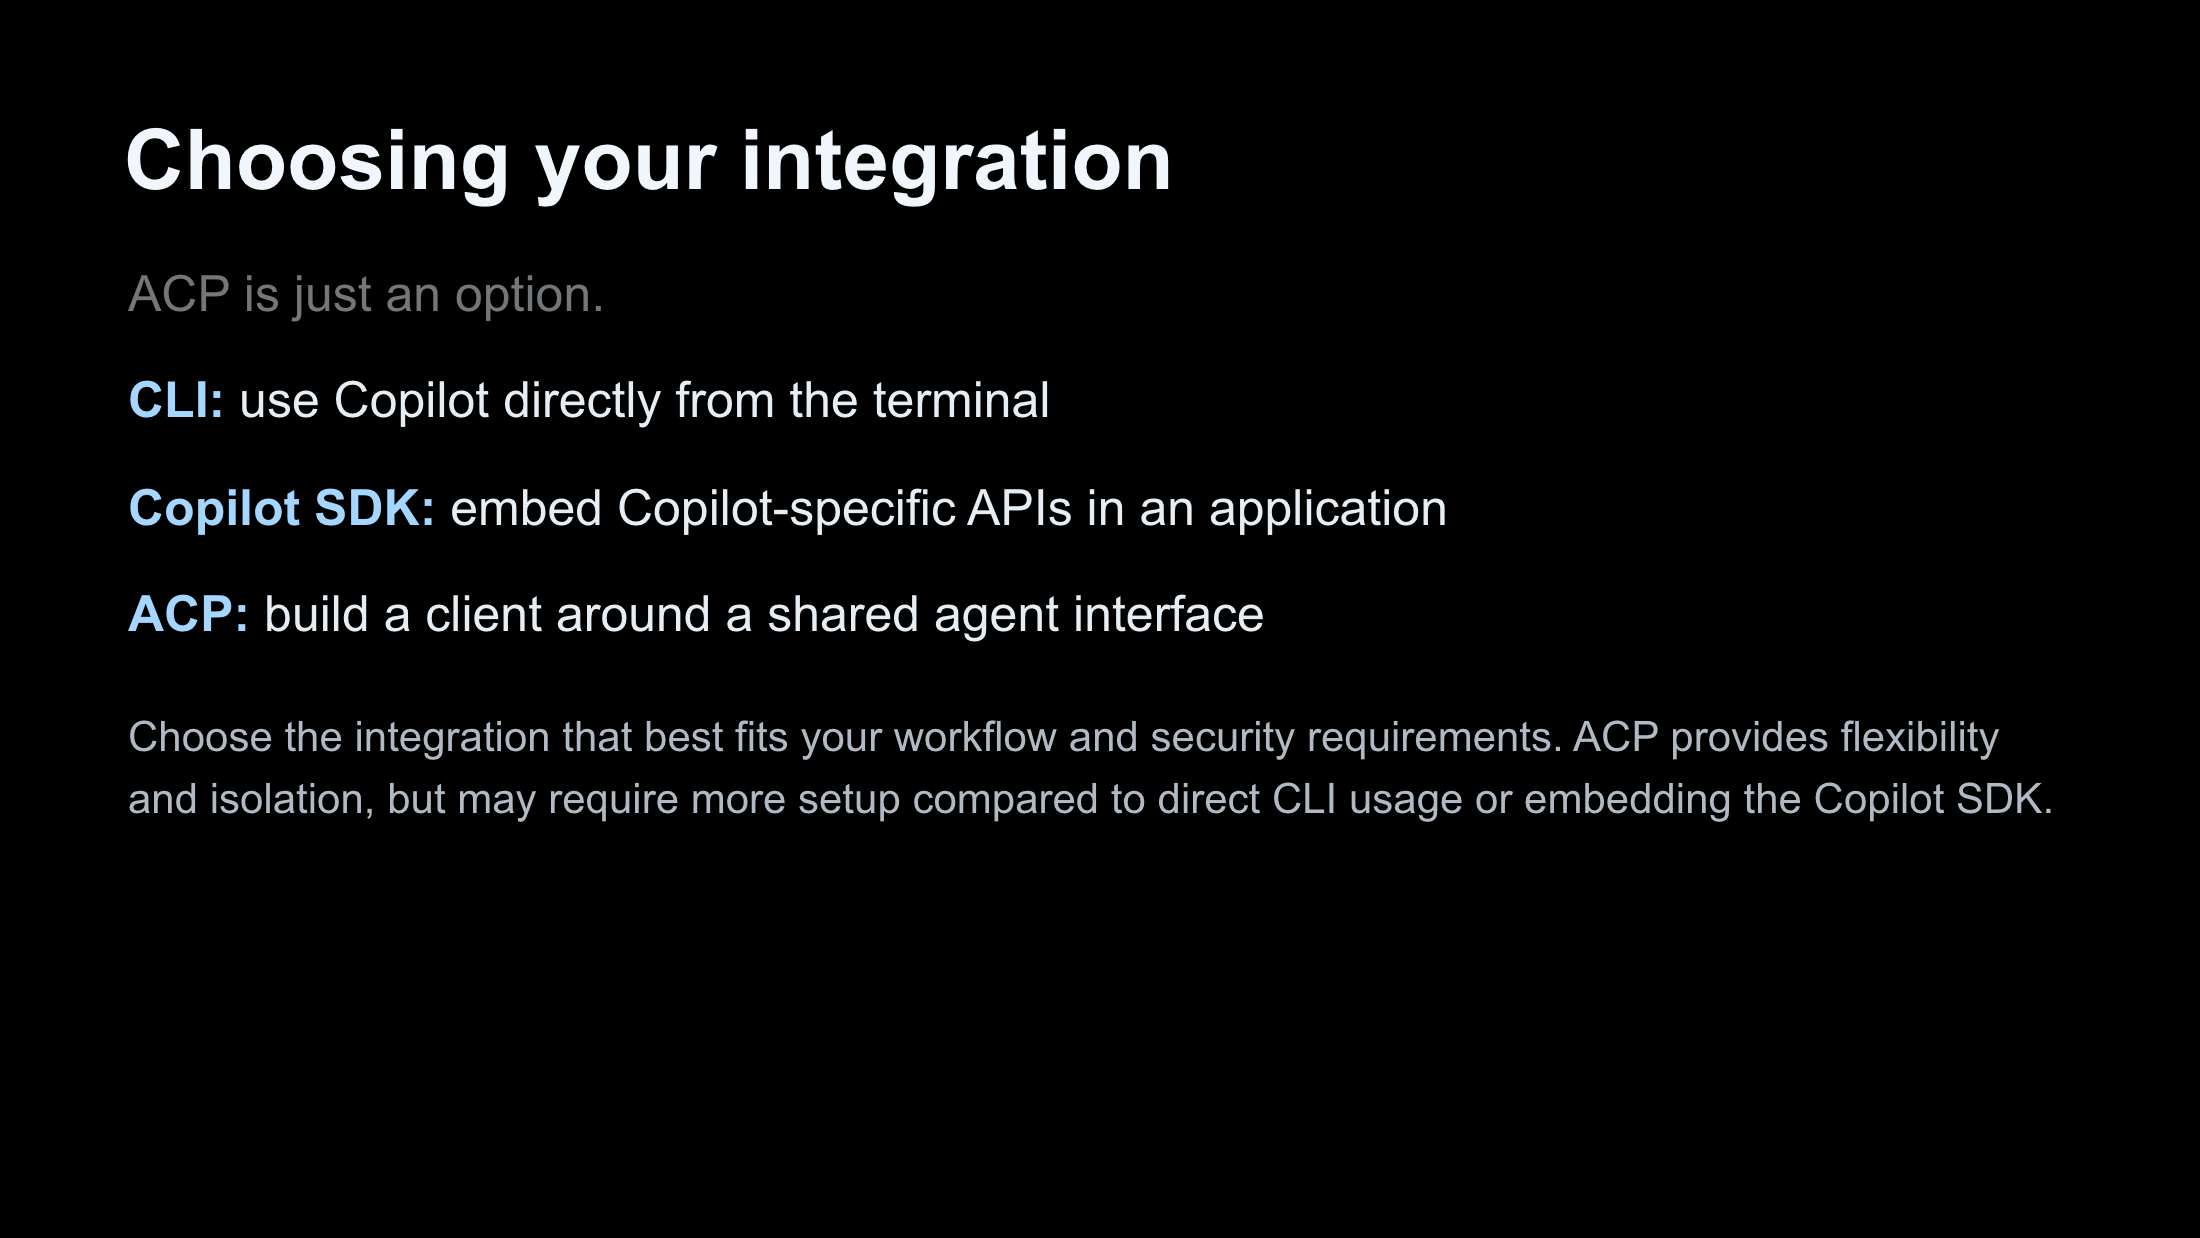 Choosing your integration
ACP is just an option.
CLI: use Copilot directly from the terminal
Copilot SDK: embed Copilot-specific APIs in an application
ACP: build a client around a shared agent interface
Choose the integration that best fits your workflow and security requirements. ACP provides flexibility
and isolation, but may require more setup compared to direct CLI usage or embedding the Copilot SDK.